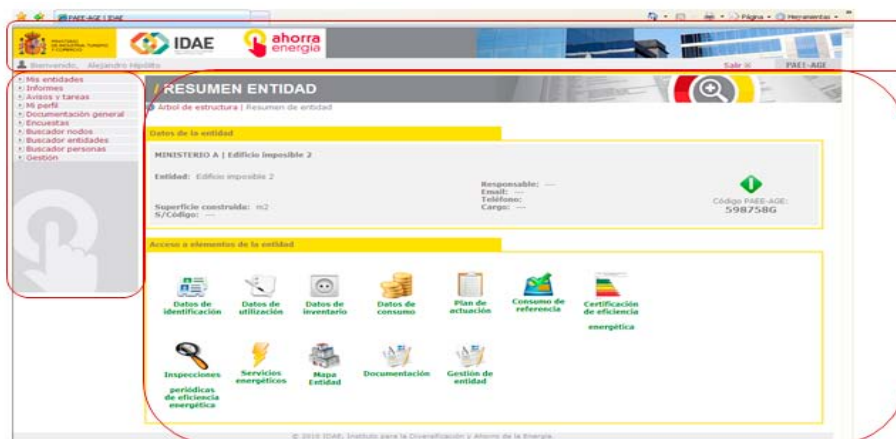 PAEE-AGE | IDAE
Página
Herramientas
MINISTERIO
DE INDUSTRIA, TURISMO
Y COMERCIO
IDAE
ahorra
energía
Bienvenido, Alejandro Hipólito
Salir
PAEE-AGE
Mis entidades
Informes
Avisos y tareas
Mi perfil
Documentación general
Encuestas
Buscador nodos
Buscador entidades
Buscador personas
Gestión
/ RESUMEN ENTIDAD
Árbol de estructura | Resumen de entidad
Datos de la entidad
MINISTERIO A | Edificio imposible 2
Entidad: Edificio imposible 2
Responsable: ---
Email: ---
Teléfono:
Cargo: ---
Superficie construida: m2
S/Código: ---
Código PAEE-AGE:
598758G
Acceso a elementos de la entidad
Datos de
identificación
Datos de
utilización
Datos de
inventario
Datos de
consumo
Plan de
actuación
Consumo de
referencia
Certificación
de eficiencia
energética
Inspecciones
periódicas
de eficiencia
energética
Servicios
energéticos
Mapa
Entidad
Documentación
Gestión de
entidad
© 2010 IDAE, Instituto para la Diversificación y Ahorro de la Energía.